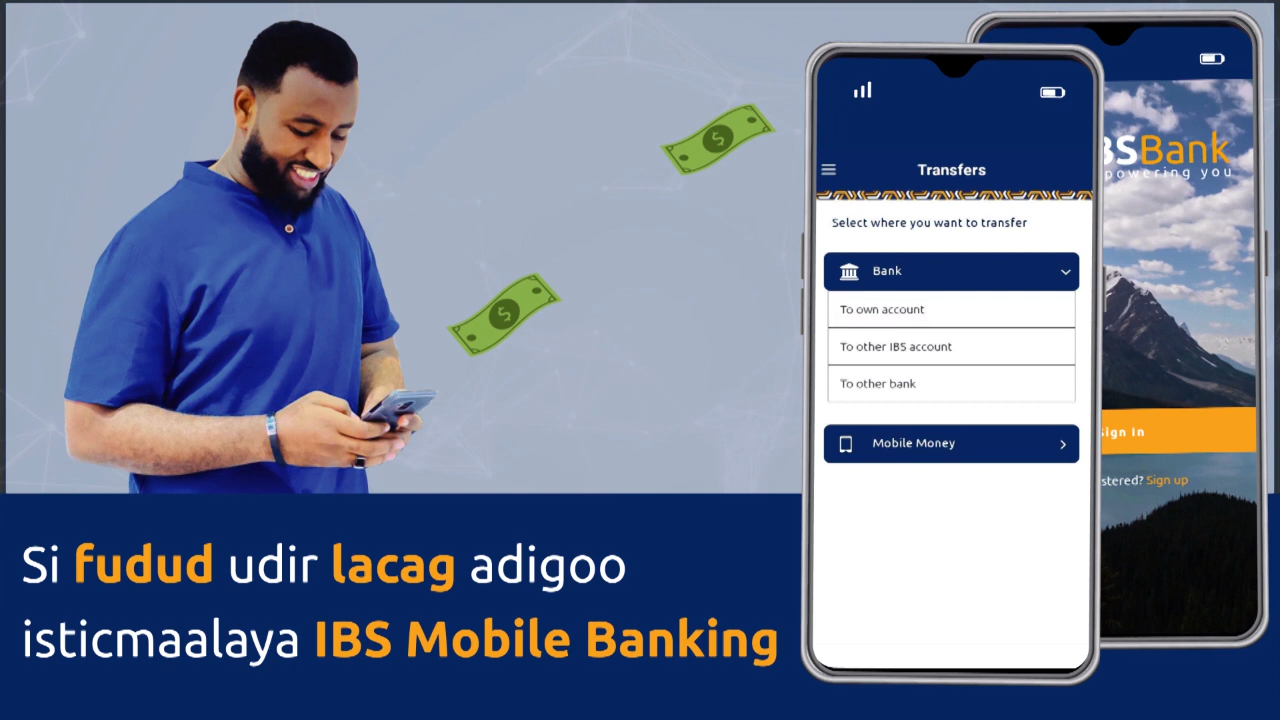 Transfers
Select where you want to transfer
Bank
To own account
To other IBS account
To other bank
Mobile Money
BSBank
powering you
Sign In
stered? Sign up
Si fudud udir lacag adigoo
isticmaalaya IBS Mobile Banking